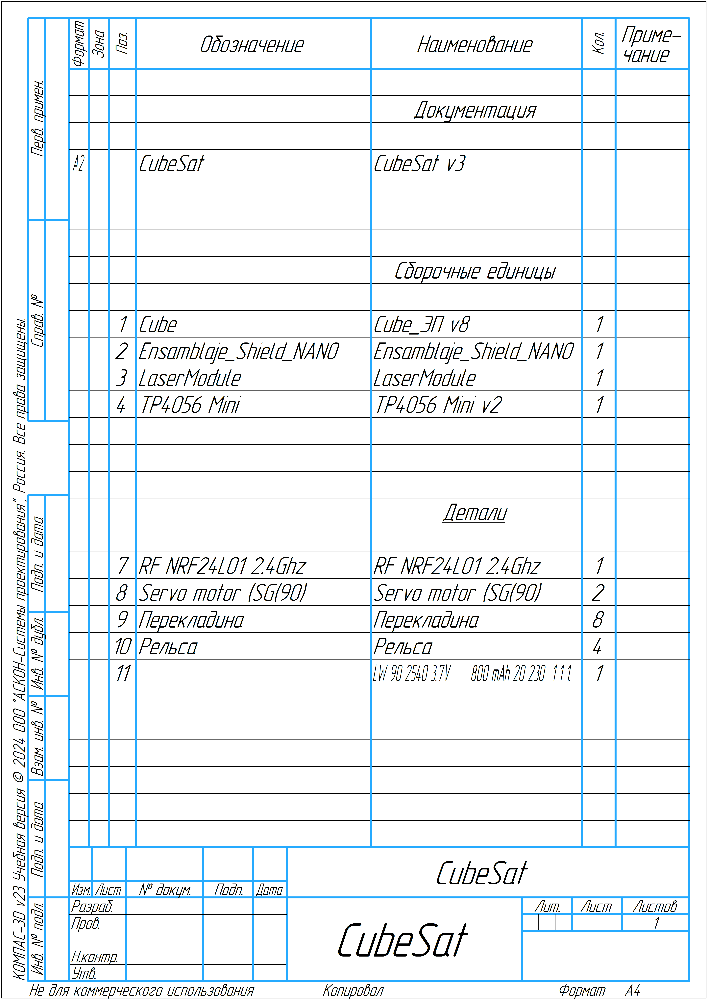 Формат Зона Поз. Обозначение Наименование Кол. Приме-
чание
Документация
А2 CubeSat CubeSat v3
Сборочные единицы
1 Cube Cube_ЭП v8 1
2 Ensamblaje_Shield_NANO Ensamblaje_Shield_NANO 1
3 LaserModule LaserModule 1
4 TP4056 Mini TP4056 Mini v2 1
Детали
7 RF NRF24L01 2.4Ghz RF NRF24L01 2.4Ghz 1
8 Servo motor (SG(90) Servo motor (SG(90) 2
9 Перекладина Перекладина 8
10 Рельса Рельса 4
11 LW 90 2540 3.7V 800 mAh 20 230 1 1 1. 1
CubeSat
Изм. Лист № докум. Подп. Дата
Разраб.
Пров.
Н.контр.
Утв.
CubeSat
Лит. Лист Листов
1
Не для коммерческого использования Копировал Формат А4
Перв. примен.
Справ. №
Подп. и дата
Инв. № дубл.
Взам. инв. №
Подп. и дата
Инв. № подл.
КОМПАС-3D v23 Учебная версия © 2024 ООО "АСКОН-Системы проектирования", Россия. Все права защищены.